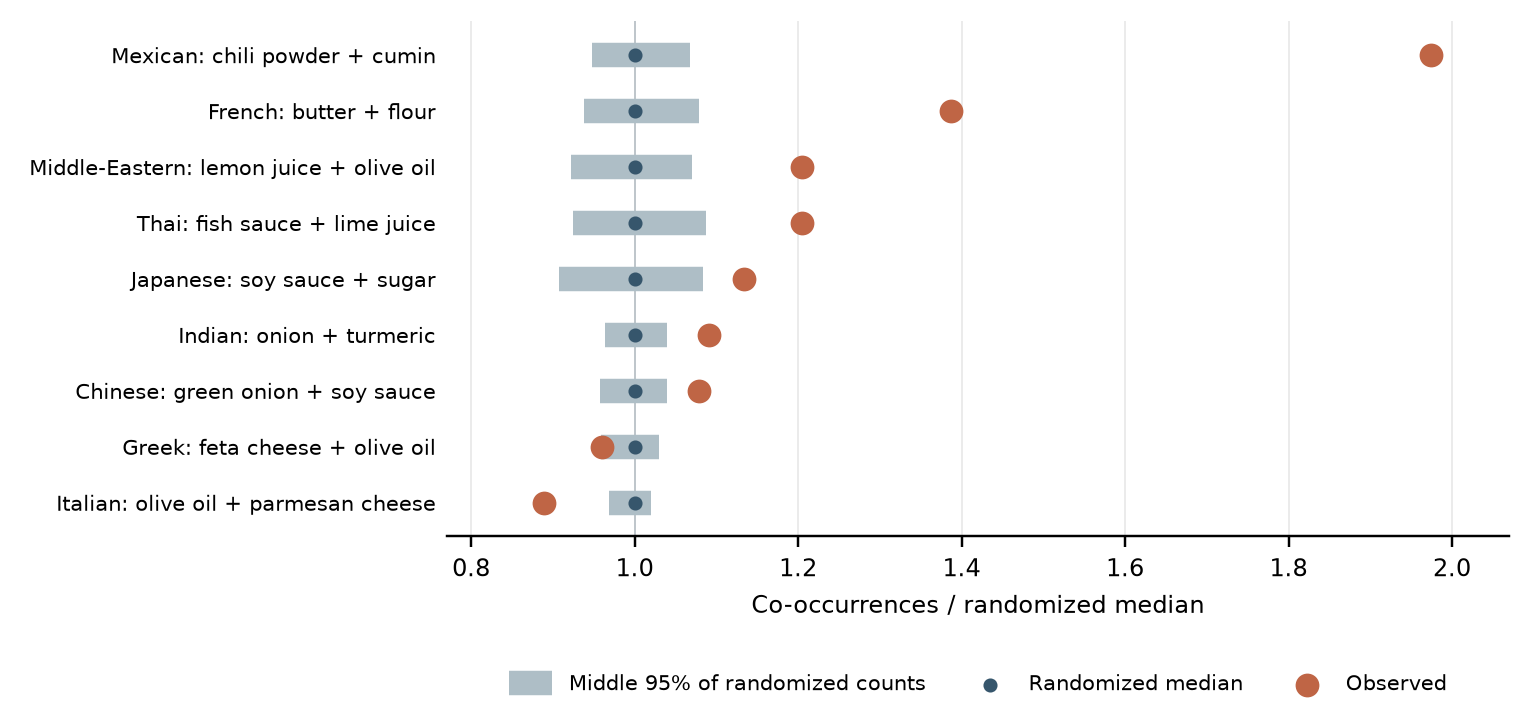 Mexican: chili powder + cumin
French: butter + flour
Middle-Eastern: lemon juice + olive oil
Thai: fish sauce + lime juice
Japanese: soy sauce + sugar
Indian: onion + turmeric
Chinese: green onion + soy sauce
Greek: feta cheese + olive oil
Italian: olive oil + parmesan cheese
0.8 1.0 1.2 1.4 1.6 1.8 2.0
Co-occurrences / randomized median
Middle 95% of randomized counts Randomized median Observed